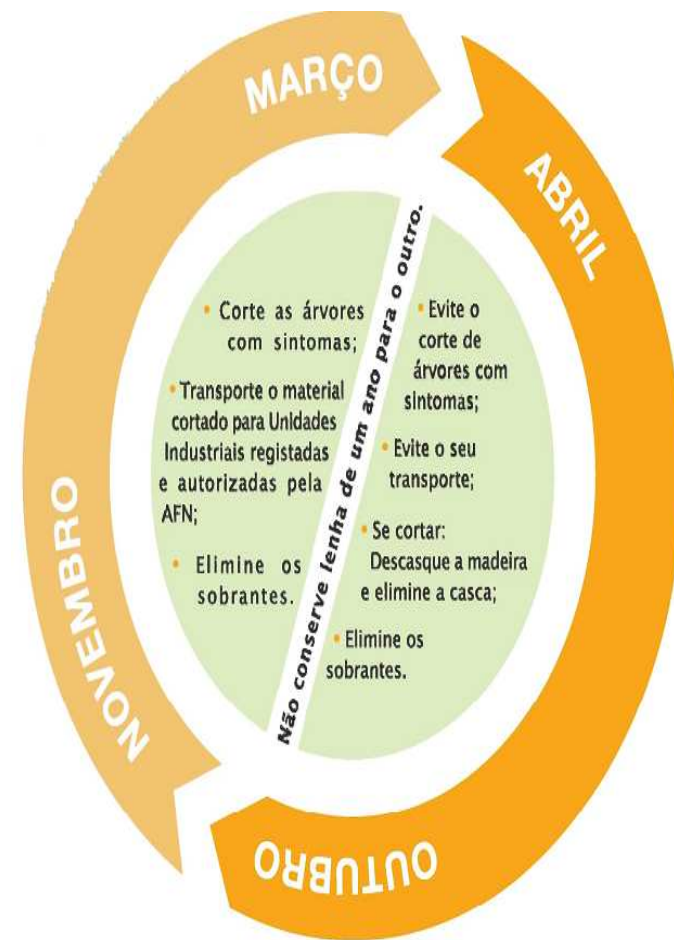 MARÇO
ABRIL
Não conserve lenha de um ano para o outro.
• Corte as árvores
com sintomas;
• Transporte o material
cortado para Unidades
Industriais registadas
e autorizadas pela
AFN;
• Elimine os
sobrantes.
• Evite o
corte de
árvores com
sintomas;
• Evite o seu
transporte;
• Se cortar:
Descasque a madeira
e elimine a casca;
• Elimine os
sobrantes.
NOVEMBRO
OUTUBRO